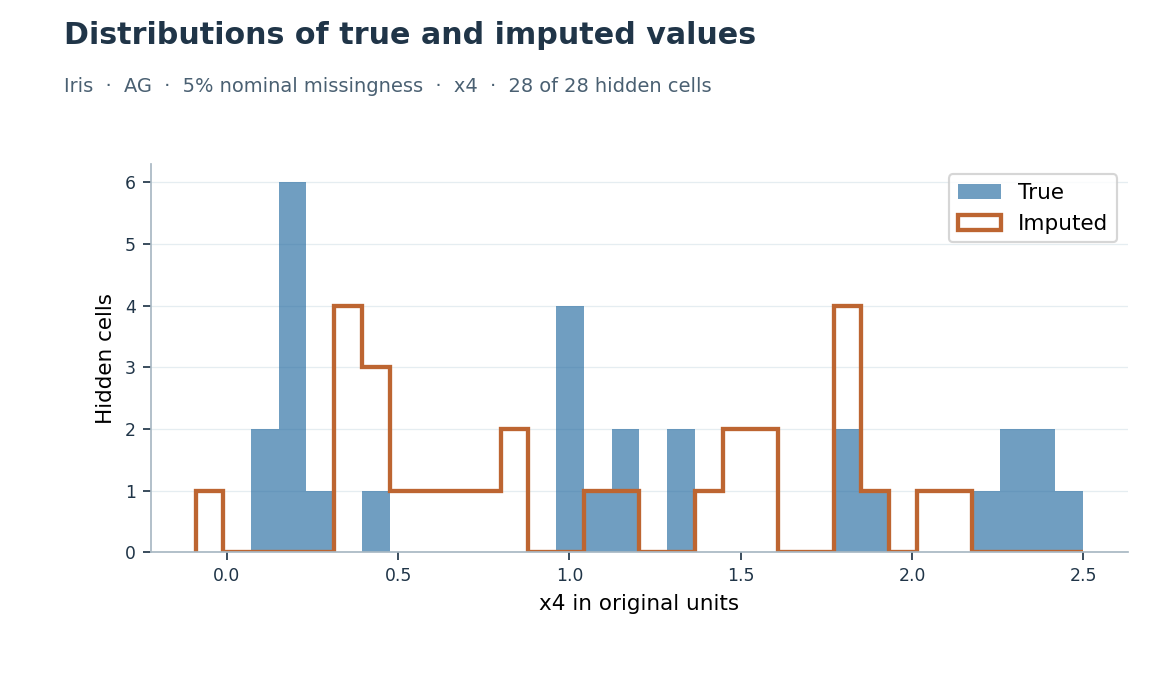 Distributions of true and imputed values
Iris · AG · 5% nominal missingness · x4 · 28 of 28 hidden cells
True
Imputed
Hidden cells
6
5
4
3
2
1
0
0.0 0.5 1.0 1.5 2.0 2.5
x4 in original units